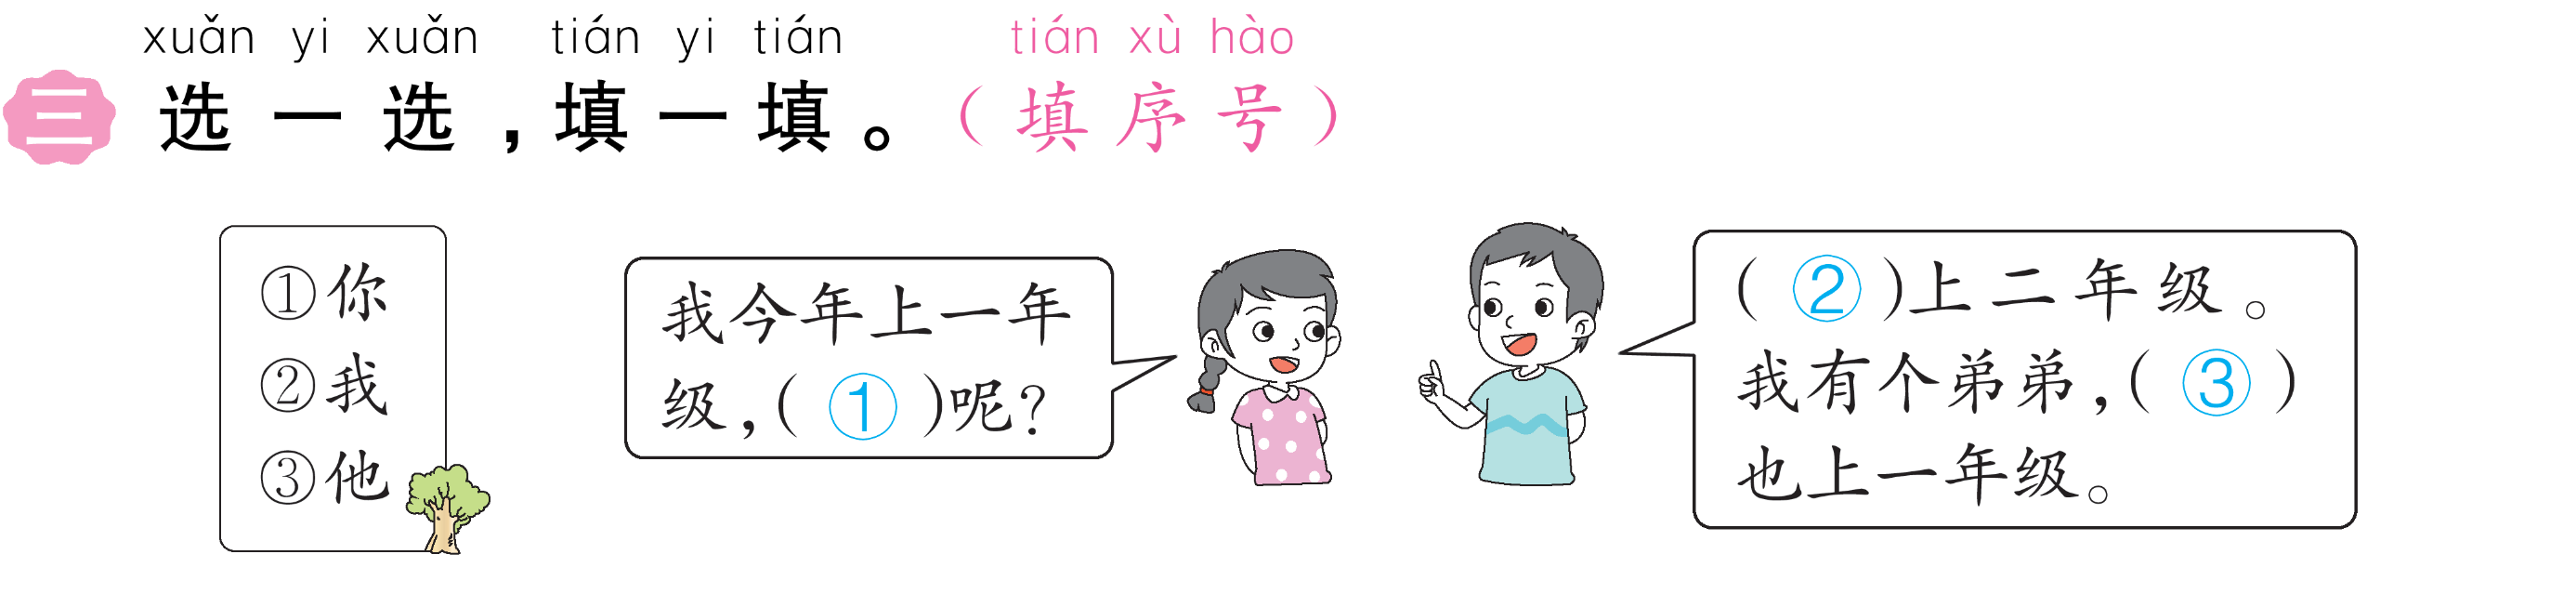 xuǎn yi xuǎn tián yi tián tián xù hào
三 选一选，填一填。（填序号）
①你
②我
③他
我今年上一年
级，(①)呢？
(②)上二年级。
我有个弟弟，(③)
也上一年级。